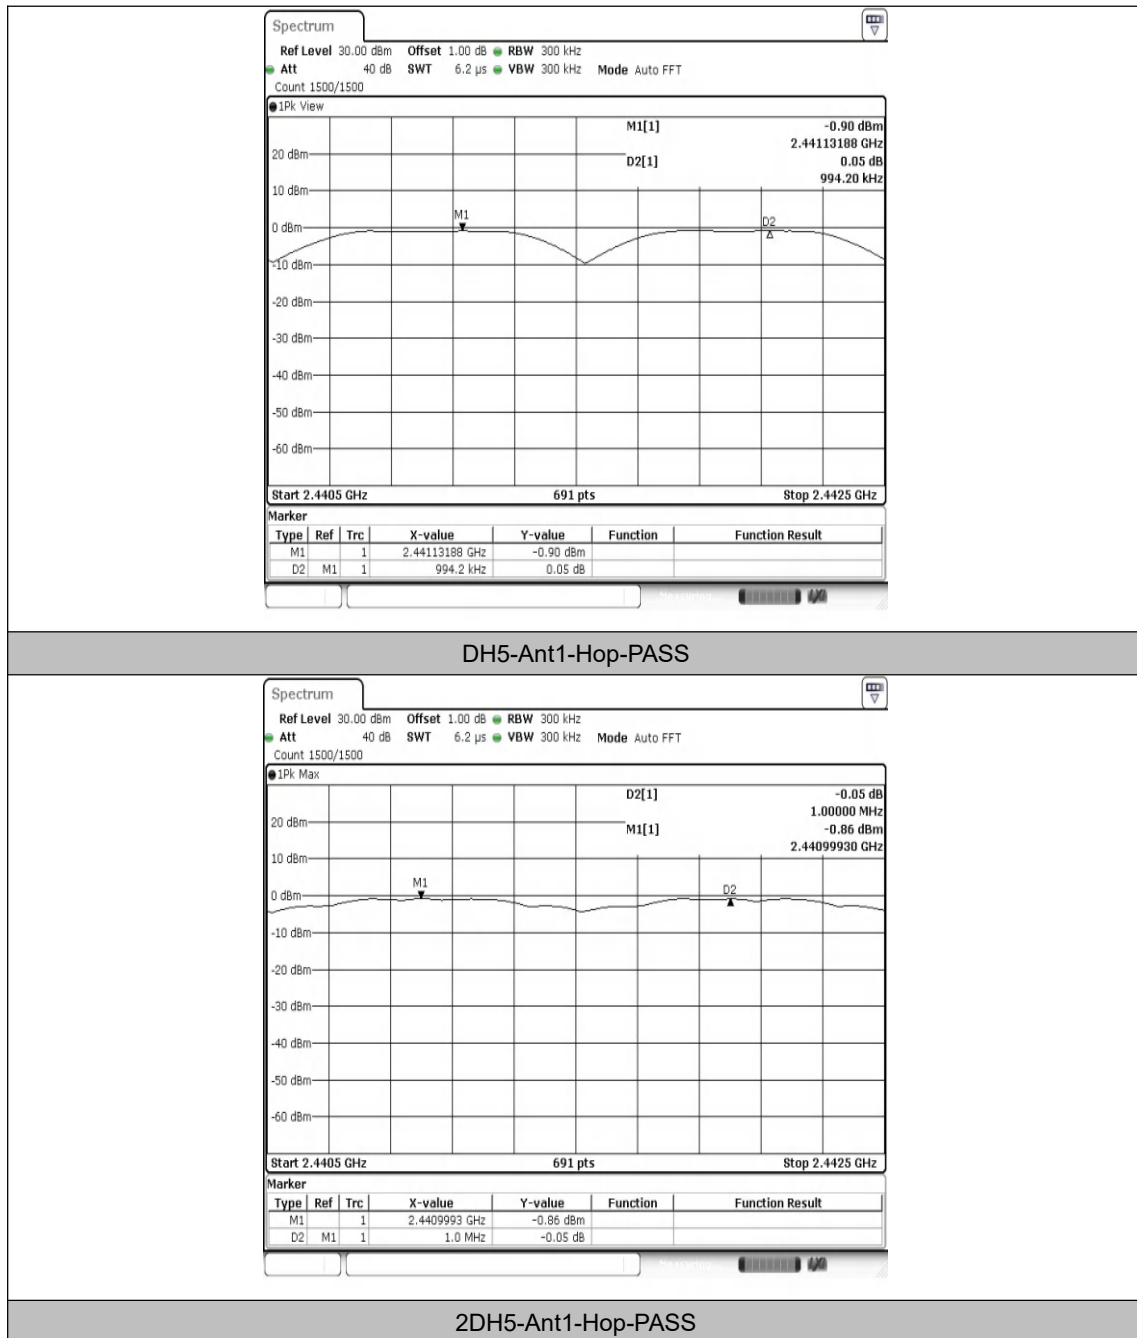 Spectrum
Ref Level 30.00 dBm Offset 1.00 dB RBW 300 kHz
Att 40 dB SWT 6.2 µs VBW 300 kHz Mode Auto FFT
Count 1500/1500
1Pk View
M1[1] -0.90 dBm
2.44113188 GHz
20 dBm
D2[1] 0.05 dB
994.20 kHz
10 dBm
M1
D2
0 dBm
-10 dBm
-20 dBm
-30 dBm
-40 dBm
-50 dBm
-60 dBm
Start 2.4405 GHz 691 pts Stop 2.4425 GHz
Marker
Type Ref Trc X-value Y-value Function Function Result
M1 1 2.44113188 GHz -0.90 dBm
D2 M1 1 994.2 kHz 0.05 dB
Measuring...
DH5-Ant1-Hop-PASS
Spectrum
Ref Level 30.00 dBm Offset 1.00 dB RBW 300 kHz
Att 40 dB SWT 6.2 µs VBW 300 kHz Mode Auto FFT
Count 1500/1500
1Pk Max
D2[1] -0.05 dB
1.00000 MHz
20 dBm
M1[1] -0.86 dBm
2.44099930 GHz
10 dBm
M1
D2
0 dBm
-10 dBm
-20 dBm
-30 dBm
-40 dBm
-50 dBm
-60 dBm
Start 2.4405 GHz 691 pts Stop 2.4425 GHz
Marker
Type Ref Trc X-value Y-value Function Function Result
M1 1 2.4409993 GHz -0.86 dBm
D2 M1 1 1.0 MHz -0.05 dB
Measuring...
2DH5-Ant1-Hop-PASS